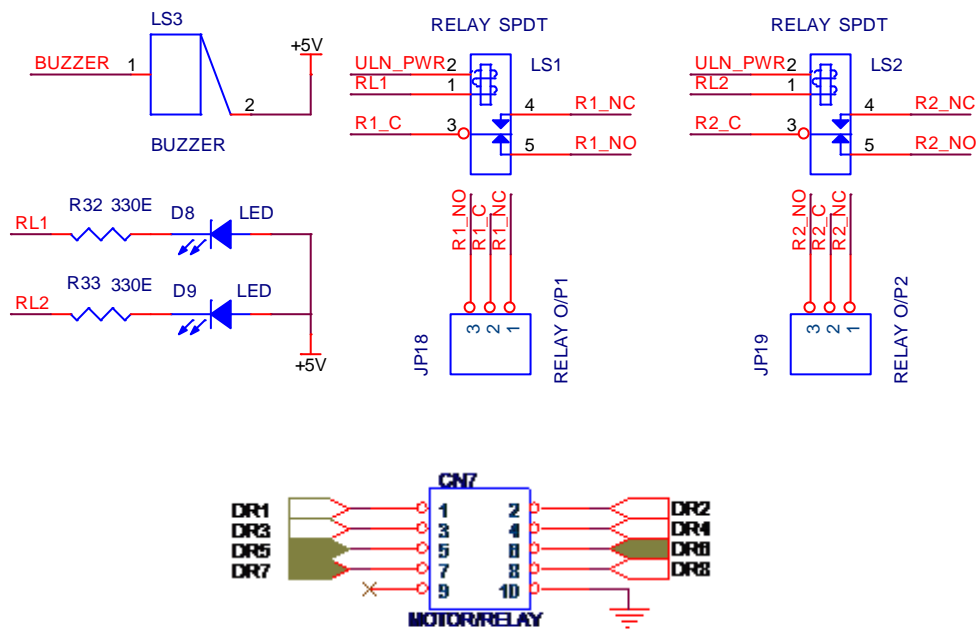 LS3
BUZZER
1
2
+5V
BUZZER
RELAY SPDT
LS1
ULN_PWR
2
RL1
1
R1_C
3
4
R1_NC
5
R1_NO
RELAY SPDT
LS2
ULN_PWR
2
RL2
1
R2_C
3
4
R2_NC
5
R2_NO
R32 330E
D8
LED
RL1
R33 330E
D9
LED
RL2
+5V
R1_NO
R1_C
R1_NC
3
2
1
JP18
RELAY O/P1
R2_NO
R2_C
R2_NC
3
2
1
JP19
RELAY O/P2
CN7
DR1 1 2 DR2
DR3 3 4 DR4
DR5 5 6 DR6
DR7 7 8 DR8
9 10
MOTOR/RELAY